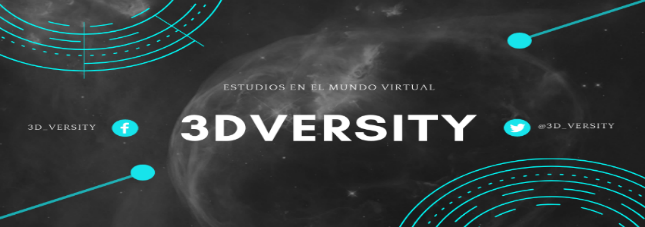 ESTUDIOS EN EL MUNDO VIRTUAL
3D_VERSITY
3DVERSITY
@3D_VERSITY